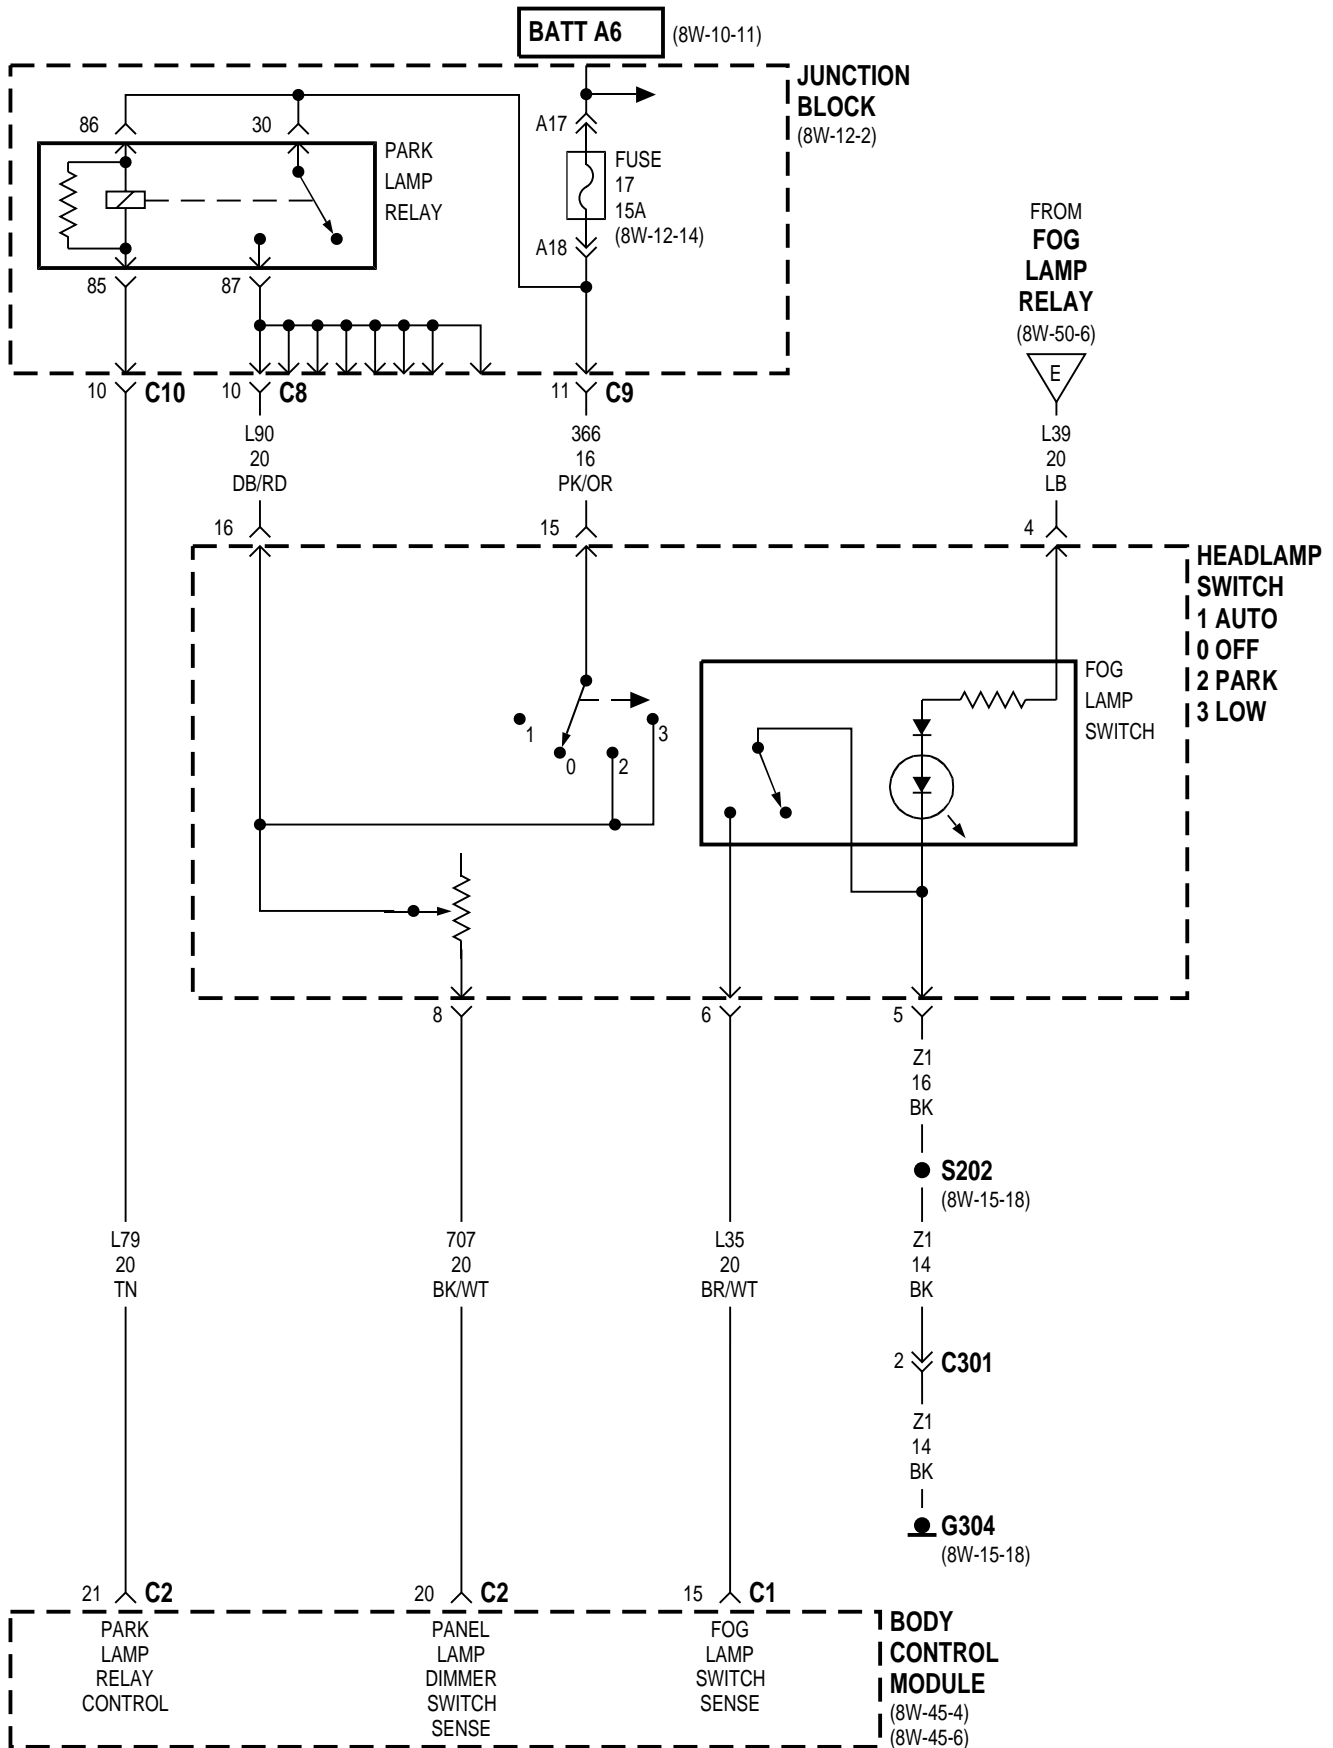 BATT A6 (8W-10-11)
JUNCTION
BLOCK
(8W-12-2)
86
30
A17
PARK
LAMP
RELAY
FUSE
17
15A
(8W-12-14)
A18
85
87
FROM
FOG
LAMP
RELAY
(8W-50-6)
E
10 C10
10 C8
11 C9
L90
20
DB/RD
366
16
PK/OR
L39
20
LB
16
15
4
HEADLAMP
SWITCH
1 AUTO
0 OFF
2 PARK
3 LOW
FOG
LAMP
SWITCH
1
0
2
3
8
6
5
Z1
16
BK
S202
(8W-15-18)
L79
20
TN
707
20
BK/WT
L35
20
BR/WT
Z1
14
BK
2 C301
Z1
14
BK
G304
(8W-15-18)
21 C2
20 C2
15 C1
PARK
LAMP
RELAY
CONTROL
PANEL
LAMP
DIMMER
SWITCH
SENSE
FOG
LAMP
SWITCH
SENSE
BODY
CONTROL
MODULE
(8W-45-4)
(8W-45-6)